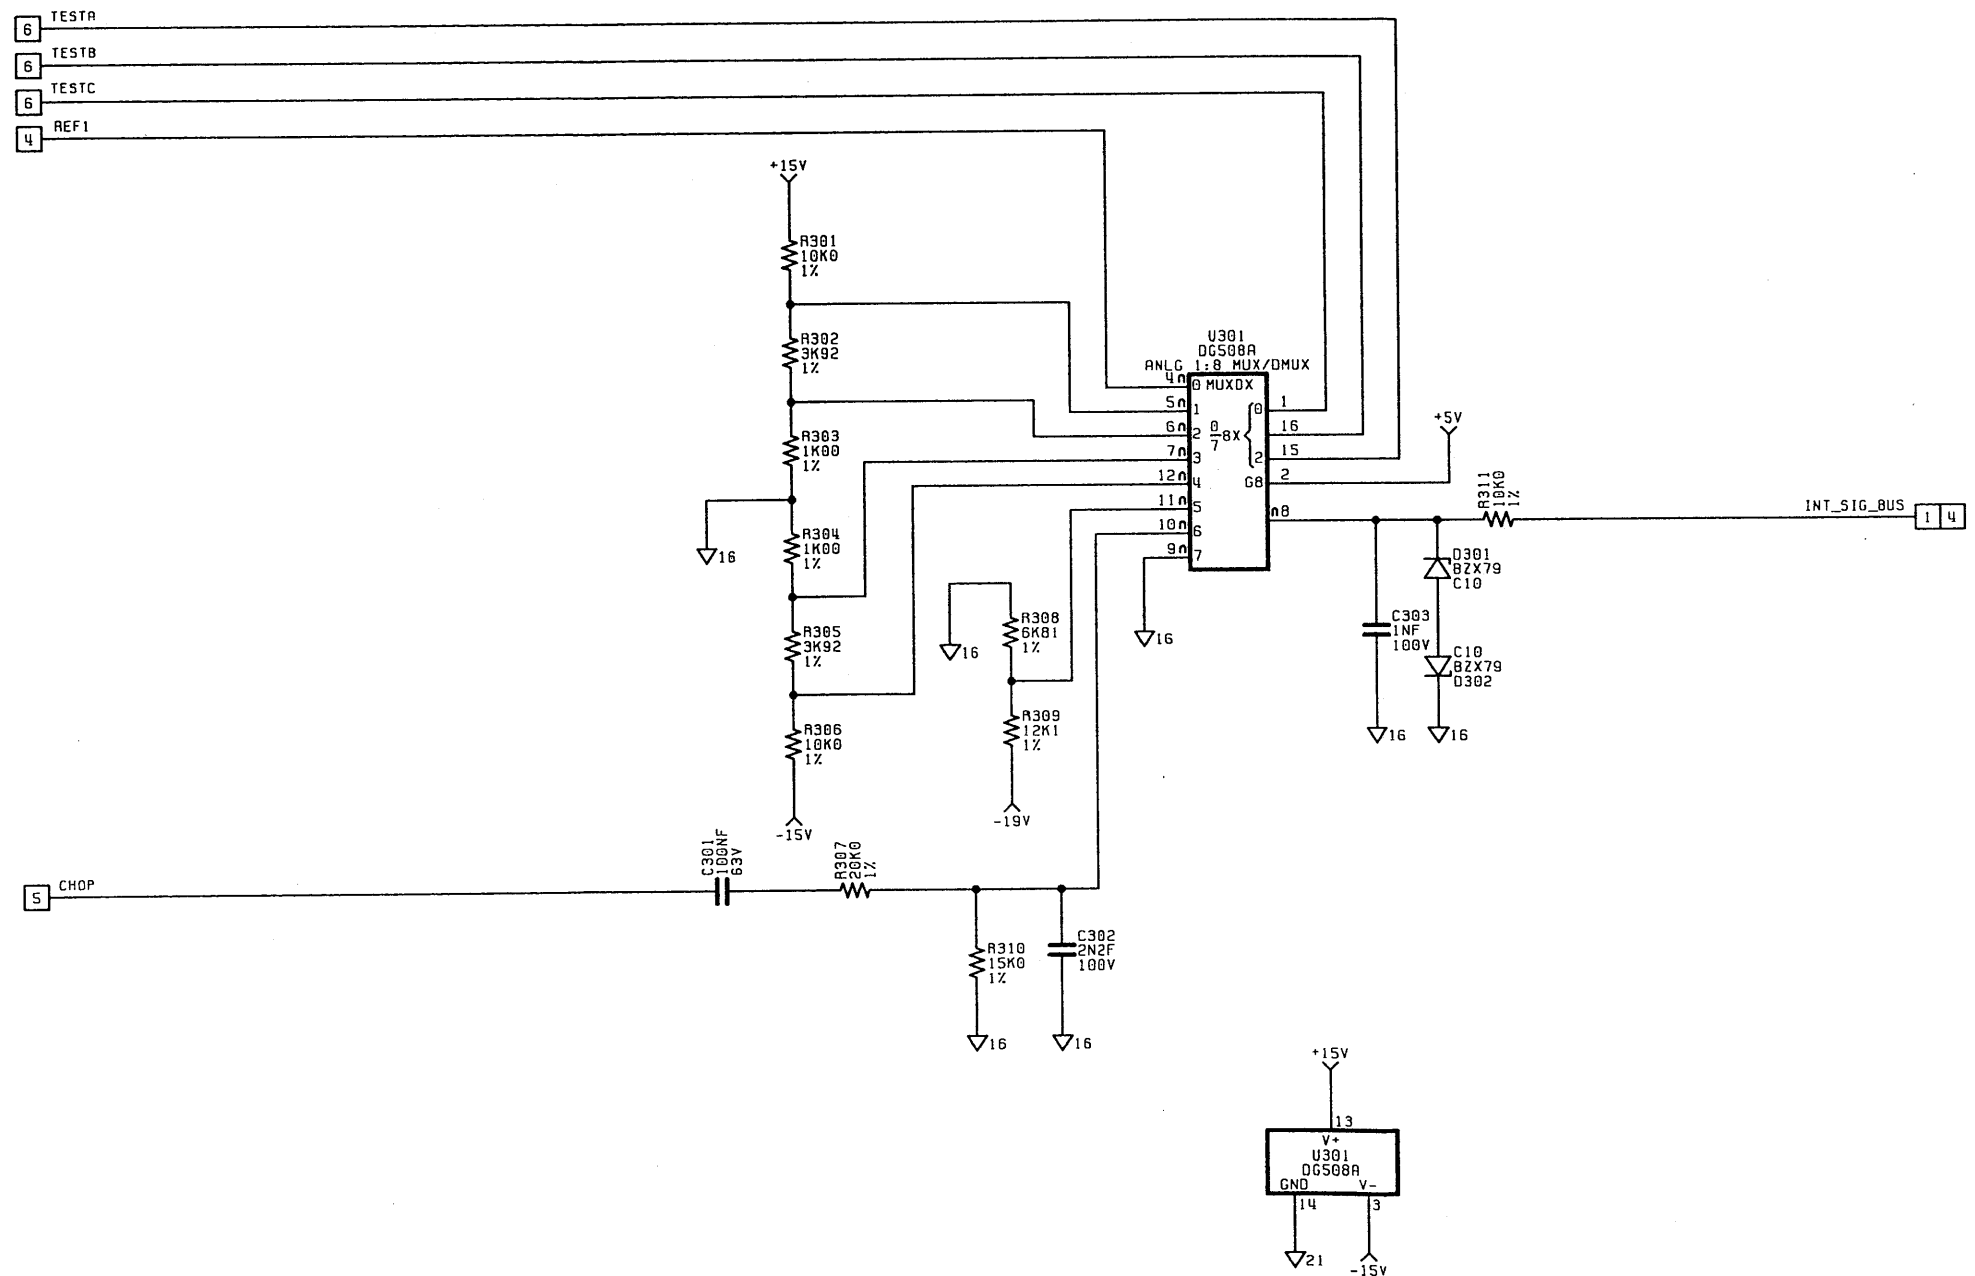 TESTA
6
TESTB
6
TESTC
6
REF1
4
+15V
R301
10K0
1%
R302
3K92
1%
R303
1K00
1%
16
R304
1K00
1%
R305
3K92
1%
R306
10K0
1%
-15V
U301
DG508A
ANLG 1:8 MUX/DMUX
4 0 MUXDX
5 1
6 2
7 3
12 4
11 5
10 6
9 7
0
7
8X
0 1
16
2 15
G8 2
8
+5V
R311
10K0
1%
INT_SIG_BUS
1 4
D301
BZX79
C10
C303
1NF
100V
C10
BZX79
D302
16
16
16
R308
6K81
1%
16
R309
12K1
1%
-19V
C301
100NF
63V
R307
20K0
1%
CHOP
5
R310
15K0
1%
C302
2N2F
100V
16
16
+15V
13
V+
U301
DG508A
GND V-
14 3
21
-15V